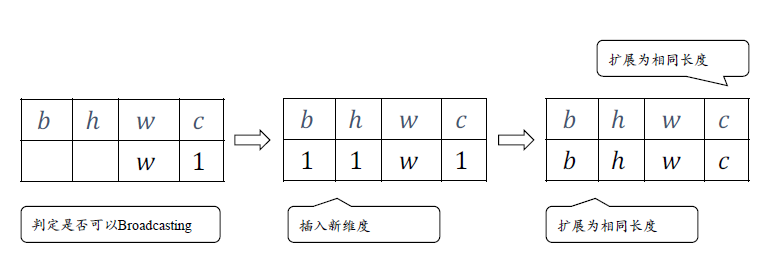 扩展为相同长度
b h w c
w 1
判定是否可以Broadcasting
b h w c
1 1 w 1
插入新维度
b h w c
b h w c
扩展为相同长度